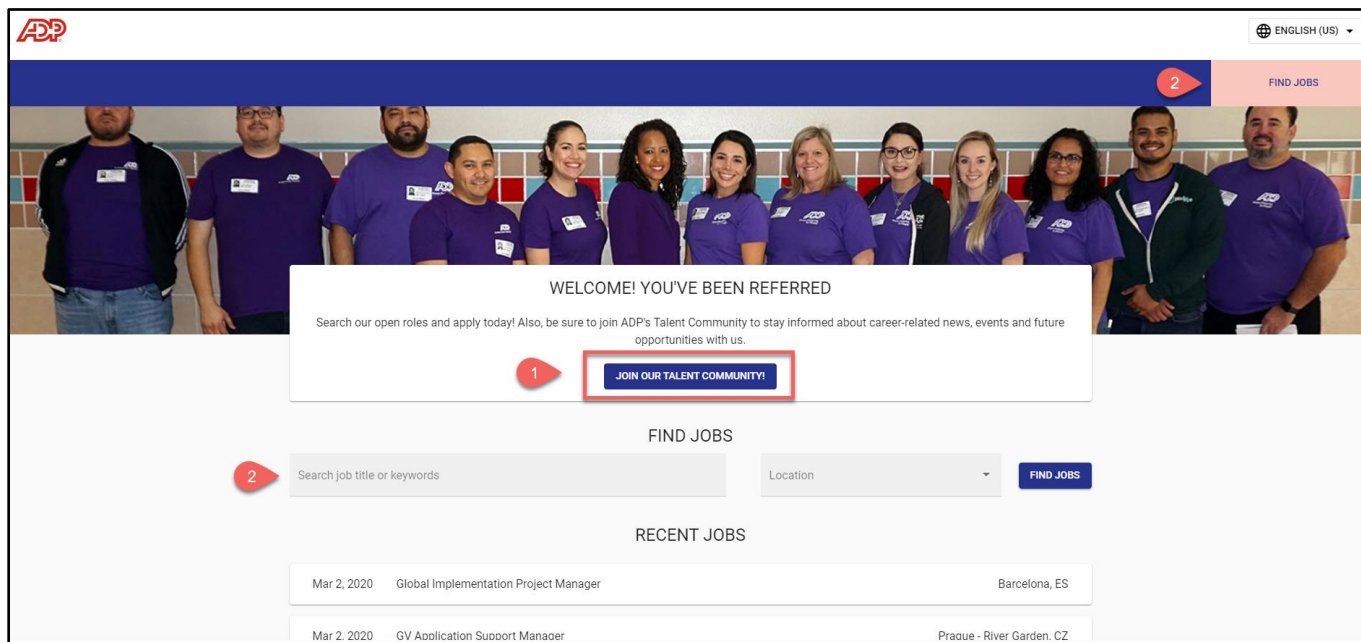 ADP
ENGLISH (US)
2
FIND JOBS
WELCOME! YOU'VE BEEN REFERRED
Search our open roles and apply today! Also, be sure to join ADP's Talent Community to stay informed about career-related news, events and future
opportunities with us.
1
JOIN OUR TALENT COMMUNITY!
FIND JOBS
2
Search job title or keywords
Location
FIND JOBS
RECENT JOBS
Mar 2, 2020 Global Implementation Project Manager Barcelona, ES
Mar 2, 2020 GV Application Support Manager Prague - River Garden, CZ